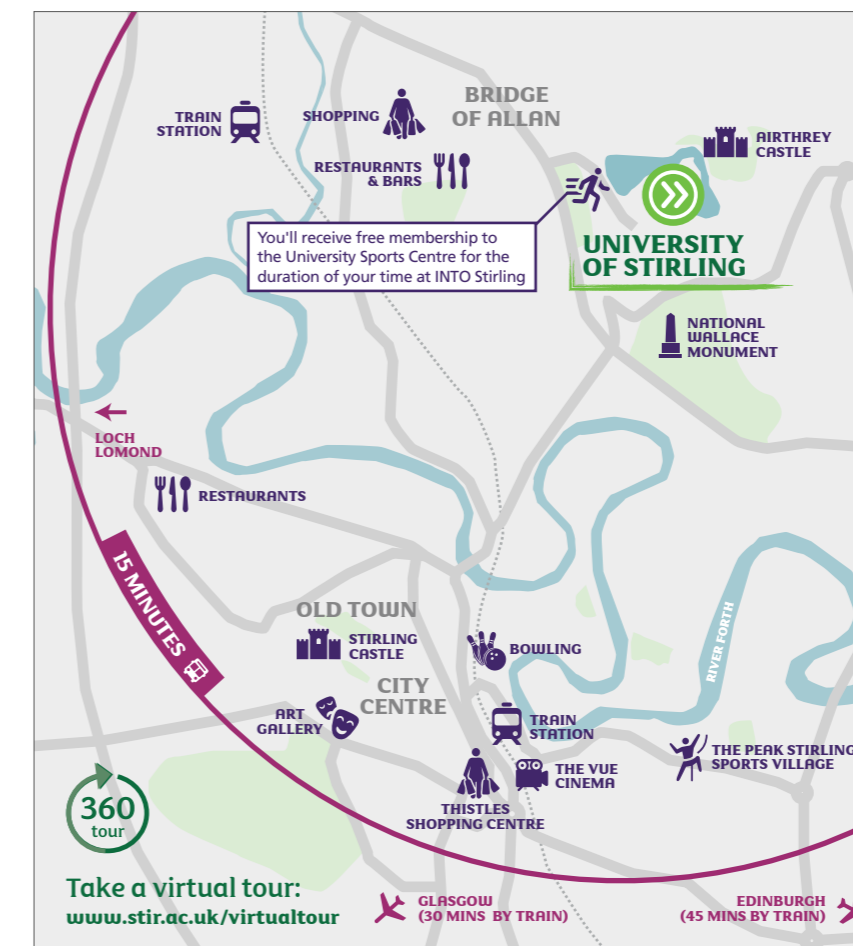 BRIDGE
OF ALLAN
TRAIN
STATION
SHOPPING
RESTAURANTS
& BARS
AIRTHREY
CASTLE
You'll receive free membership to
the University Sports Centre for the
duration of your time at INTO Stirling
UNIVERSITY
OF STIRLING
NATIONAL
WALLACE
MONUMENT
LOCH
LOMOND
RESTAURANTS
15 MINUTES
OLD TOWN
STIRLING
CASTLE
BOWLING
RIVER FORTH
CITY
CENTRE
ART
GALLERY
TRAIN
STATION
THE PEAK STIRLING
SPORTS VILLAGE
THE VUE
CINEMA
THISTLES
SHOPPING CENTRE
360
tour
Take a virtual tour:
www.stir.ac.uk/virtualtour
GLASGOW
(30 MINS BY TRAIN)
EDINBURGH
(45 MINS BY TRAIN)